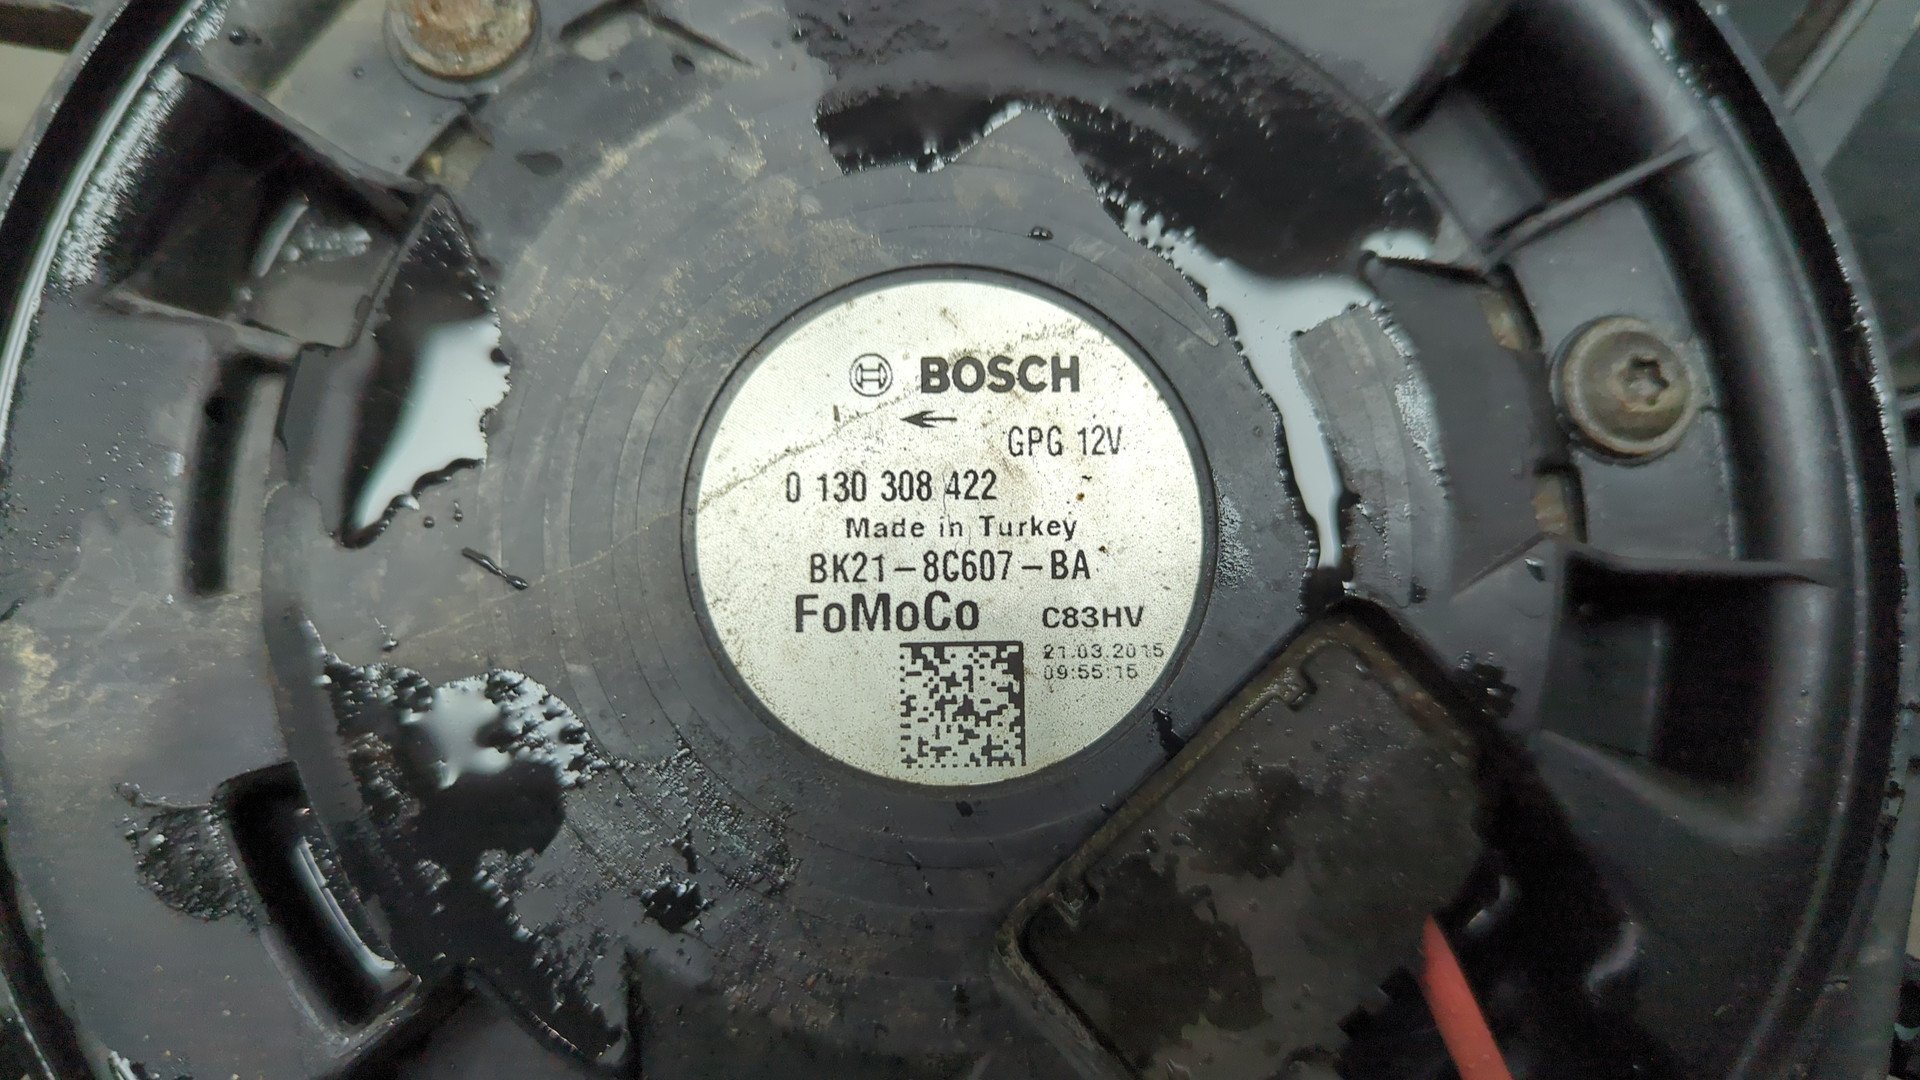 BOSCH
GPG 12V
0 130 308 422
Made in Turkey
BK21-8C607-BA
FoMoCo C83HV
21.03.2015
09:55:15